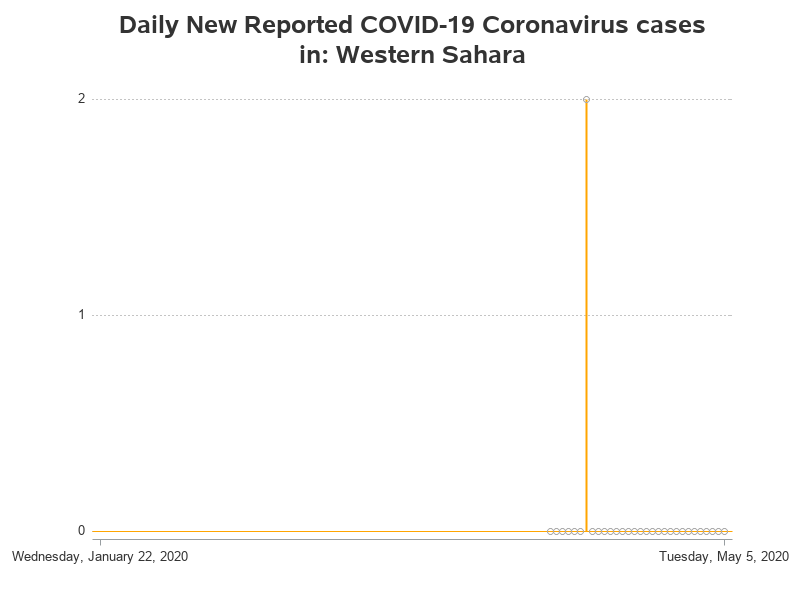 Daily New Reported COVID-19 Coronavirus cases
in: Western Sahara
2
1
0
Wednesday, January 22, 2020
Tuesday, May 5, 2020